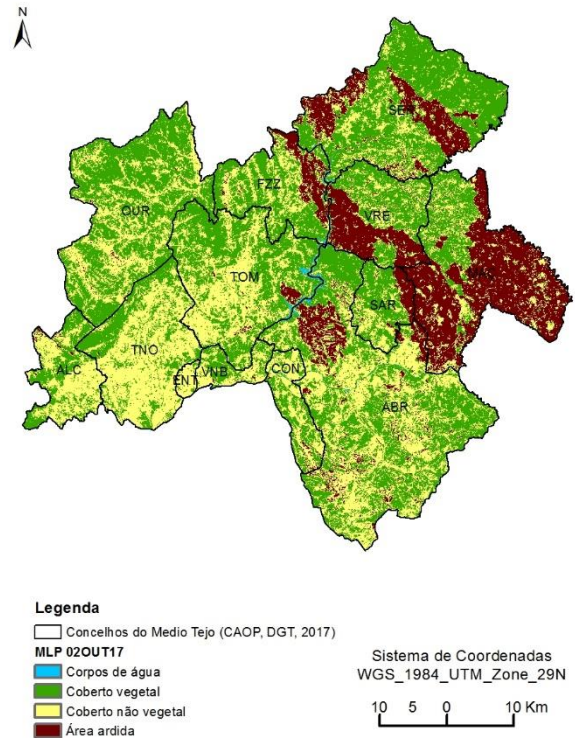 N
SER
FZZ
VRE
OUR
MAC
TOM
SAR
TNO
ALC
ENT
VNB
CON
ABR
Legenda
Concelhos do Medio Tejo (CAOP, DGT, 2017)
MLP 02OUT17
Corpos de água
Coberto vegetal
Coberto não vegetal
Área ardida
Sistema de Coordenadas
WGS_1984_UTM_Zone_29N
10 5 0 10 Km